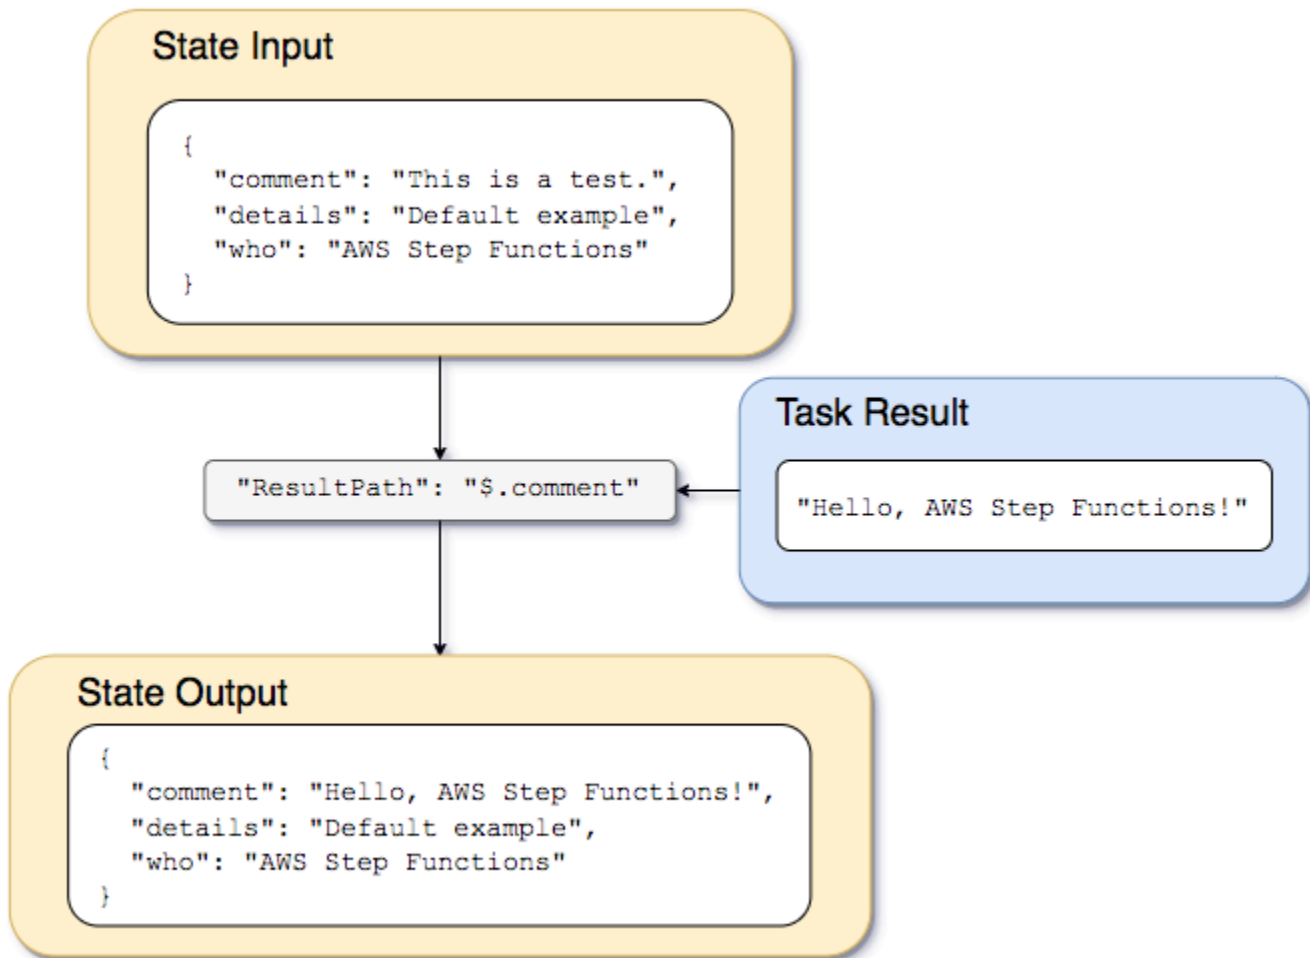 State Input
{
  "comment": "This is a test.",
  "details": "Default example",
  "who": "AWS Step Functions"
}
Task Result
"ResultPath": "$.comment"
"Hello, AWS Step Functions!"
State Output
{
  "comment": "Hello, AWS Step Functions!",
  "details": "Default example",
  "who": "AWS Step Functions"
}